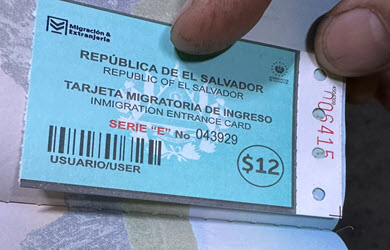 Migración &
Extranjería
REPÚBLICA DE EL SALVADOR
REPUBLIC OF EL SALVADOR
TARJETA MIGRATORIA DE INGRESO
INMIGRATION ENTRANCE CARD
SERIE "E" No 043929
USUARIO/USER
$12
06415